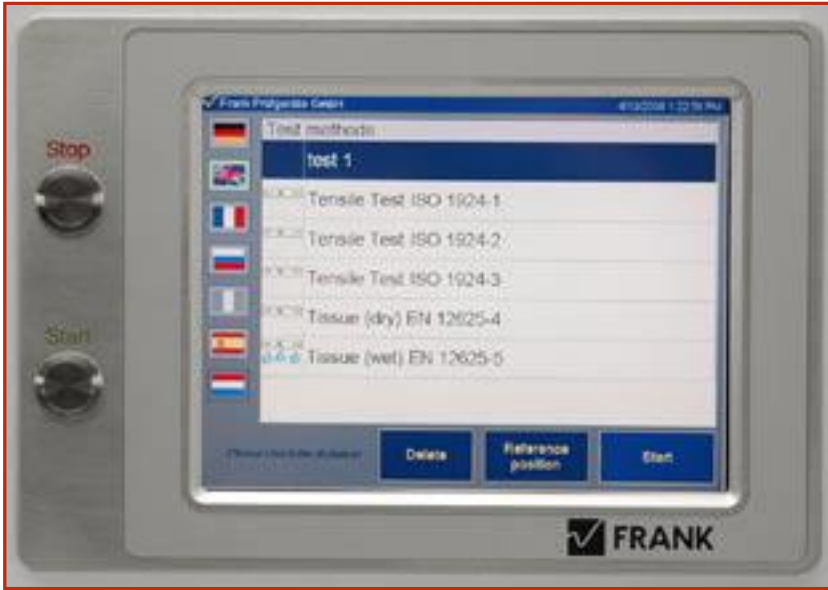 Frank Prüfgeräte GmbH
Test methods
Stop
test 1
Tensile Test ISO 1924-1
Tensile Test ISO 1924-2
Tensile Test ISO 1924-3
Tissue (dry) EN 12625-4
Start
Tissue (wet) EN 12625-5
Delete
Reference
position
Start
FRANK